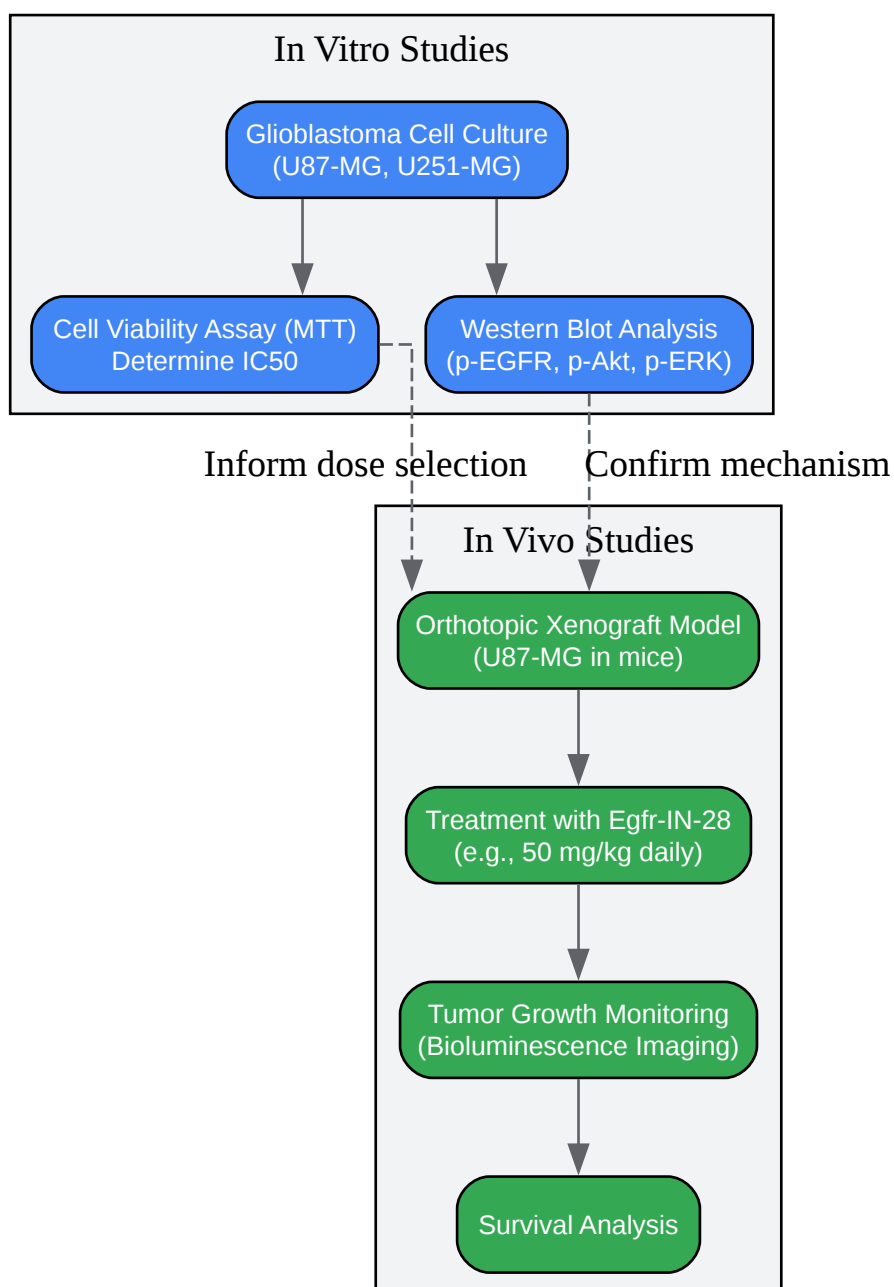 In Vitro Studies
Glioblastoma Cell Culture
(U87-MG, U251-MG)
Cell Viability Assay (MTT)
Determine IC50
Western Blot Analysis
(p-EGFR, p-Akt, p-ERK)
Inform dose selection
Confirm mechanism
In Vivo Studies
Orthotopic Xenograft Model
(U87-MG in mice)
Treatment with Egfr-IN-28
(e.g., 50 mg/kg daily)
Tumor Growth Monitoring
(Bioluminescence Imaging)
Survival Analysis